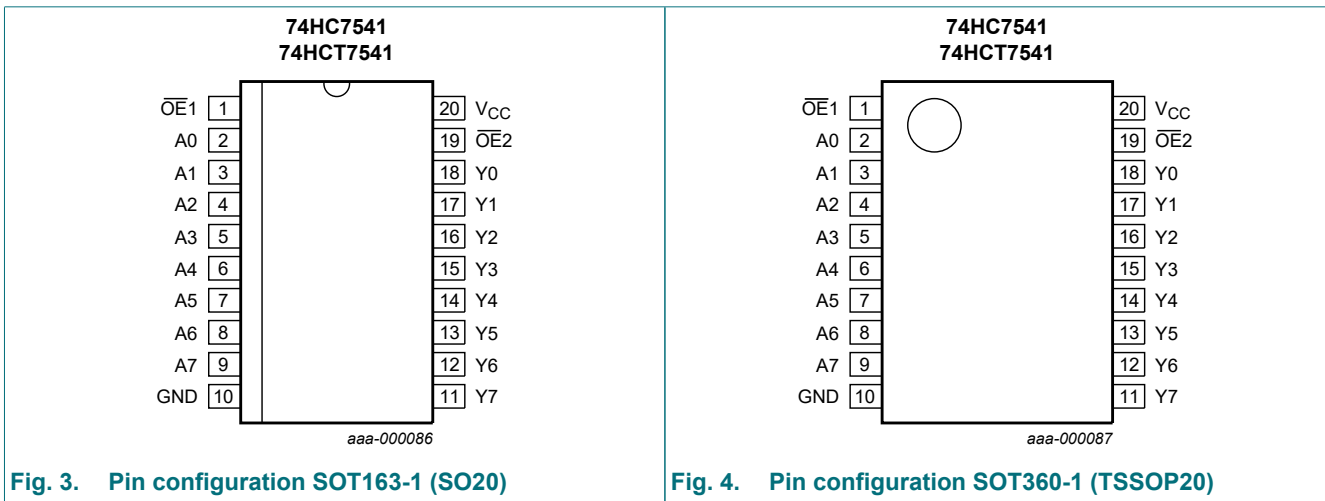 74HC7541
74HCT7541
O̅E̅1 1 20 VCC
A0 2 19 O̅E̅2
A1 3 18 Y0
A2 4 17 Y1
A3 5 16 Y2
A4 6 15 Y3
A5 7 14 Y4
A6 8 13 Y5
A7 9 12 Y6
GND 10 11 Y7
aaa-000086
Fig. 3. Pin configuration SOT163-1 (SO20)
74HC7541
74HCT7541
O̅E̅1 1 20 VCC
A0 2 19 O̅E̅2
A1 3 18 Y0
A2 4 17 Y1
A3 5 16 Y2
A4 6 15 Y3
A5 7 14 Y4
A6 8 13 Y5
A7 9 12 Y6
GND 10 11 Y7
aaa-000087
Fig. 4. Pin configuration SOT360-1 (TSSOP20)